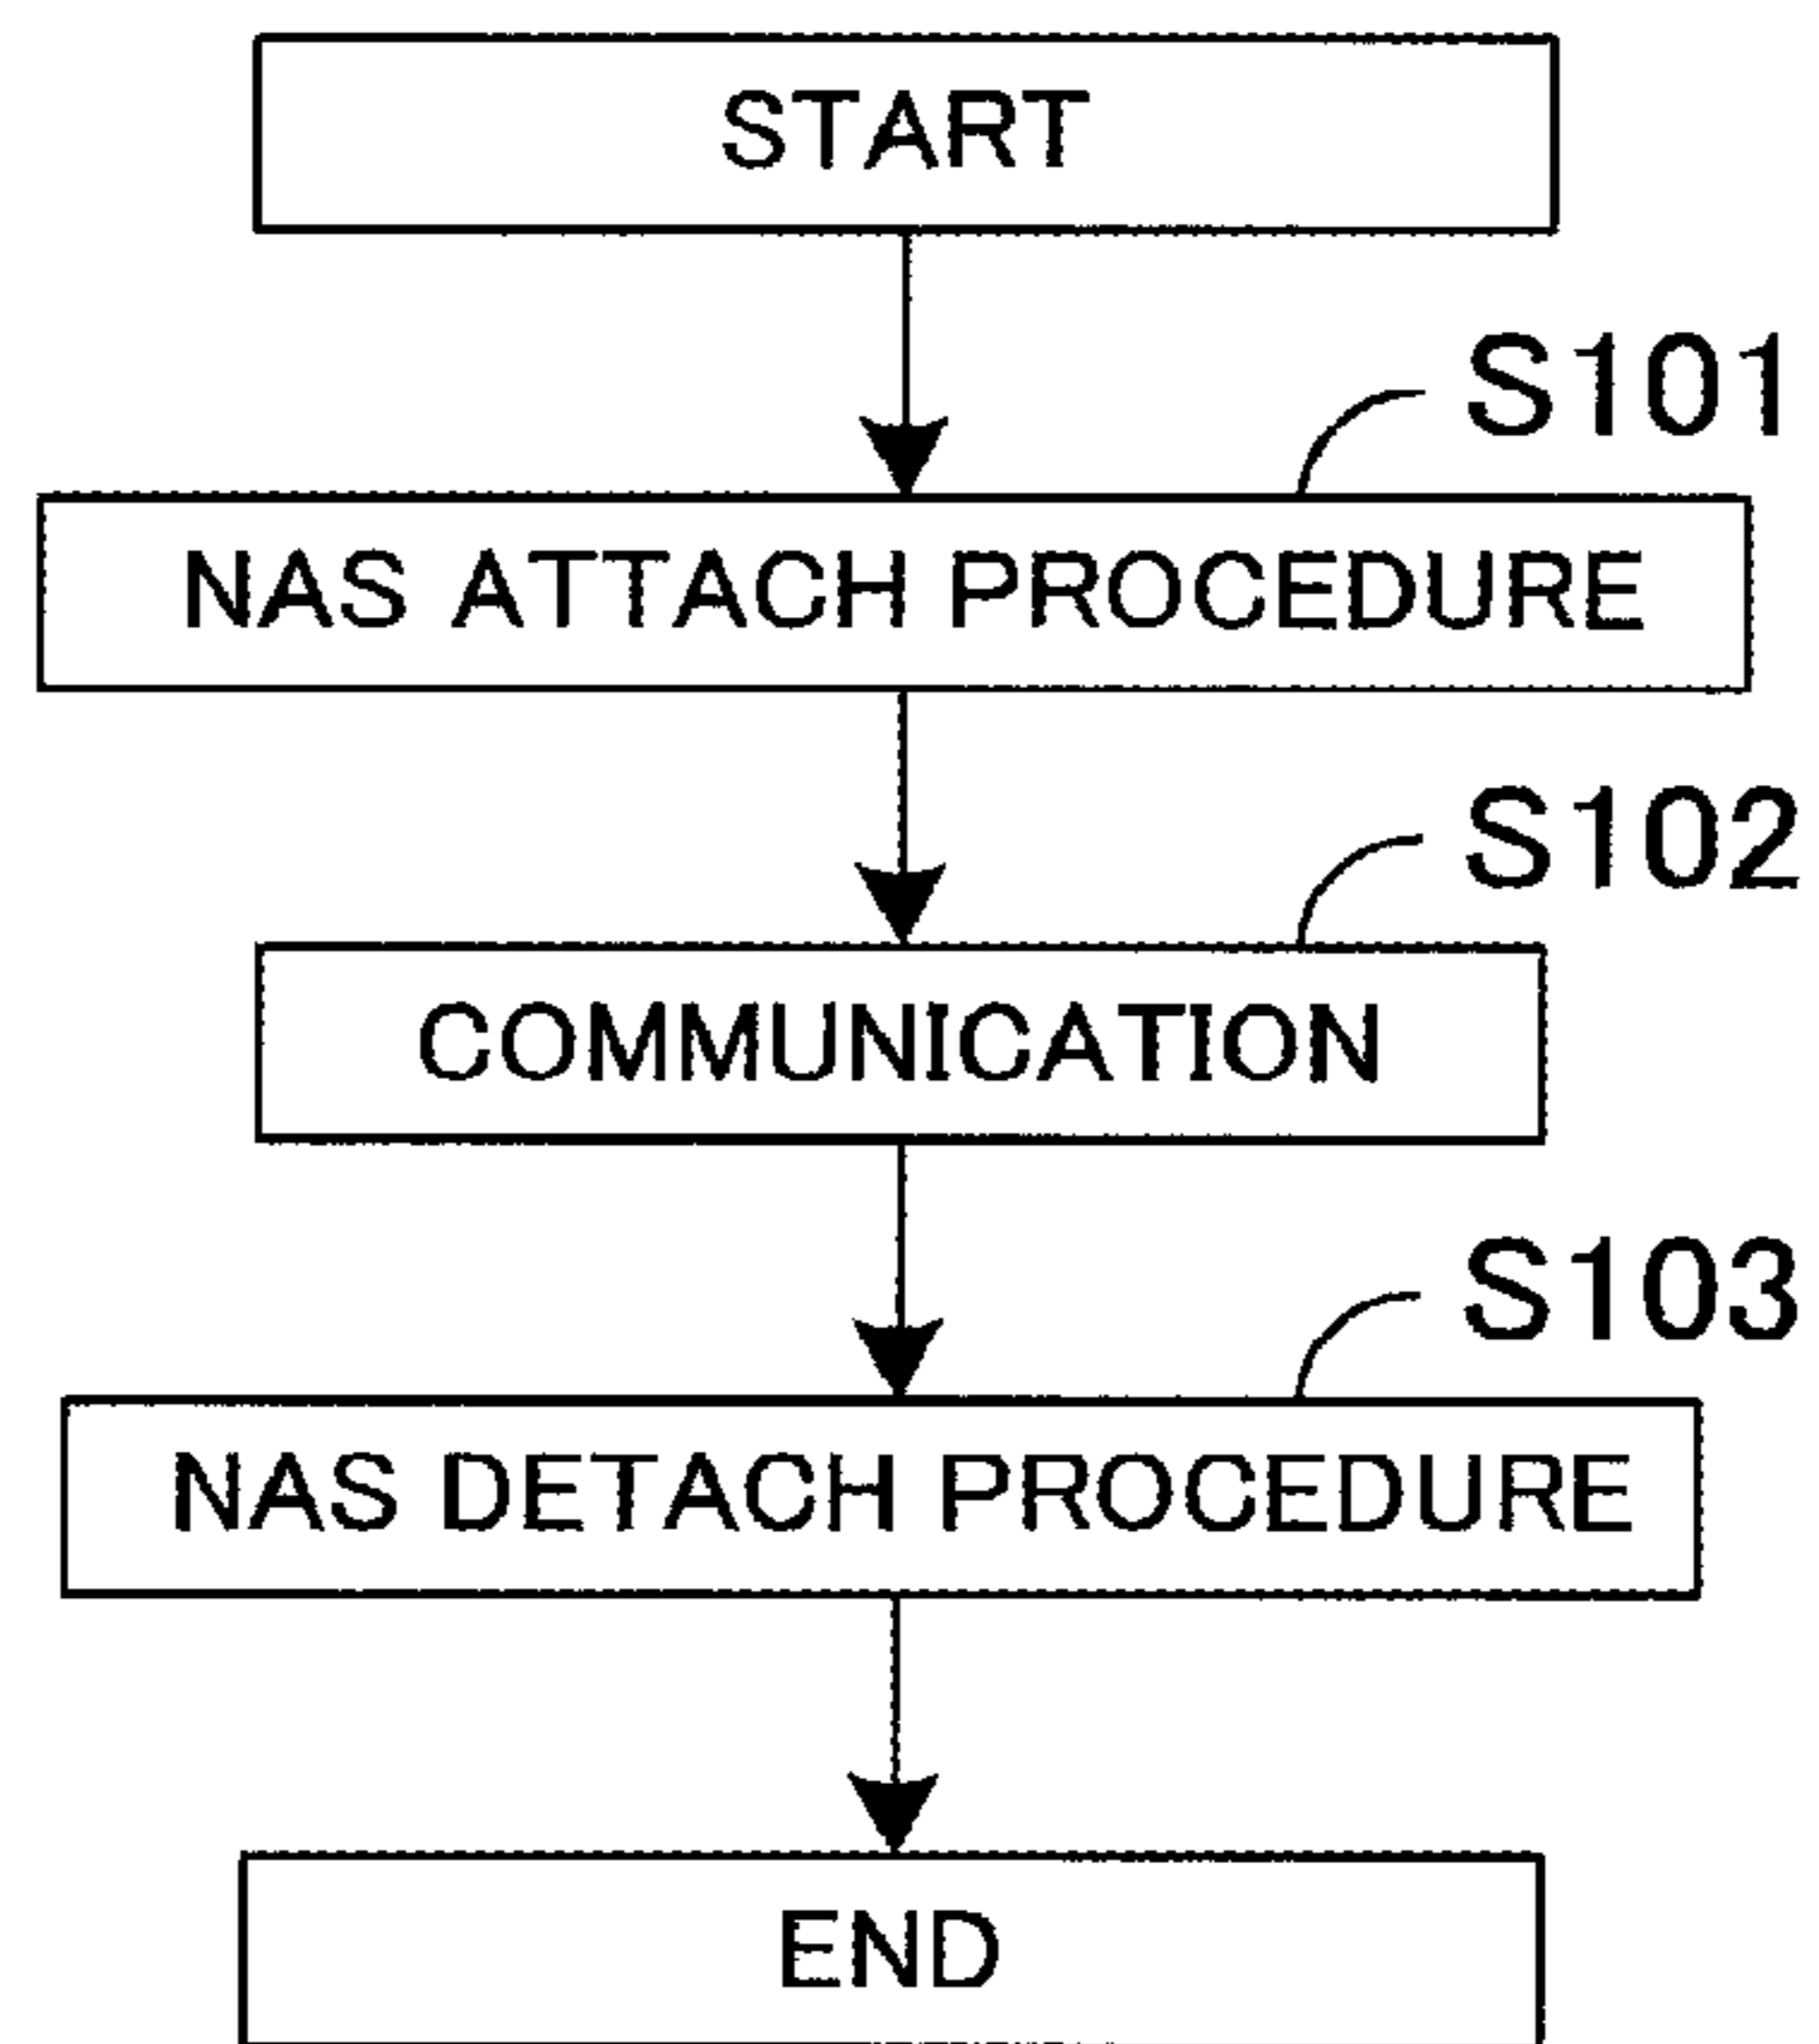 START
S101
NAS ATTACH PROCEDURE
S102
COMMUNICATION
S103
NAS DETACH PROCEDURE
END